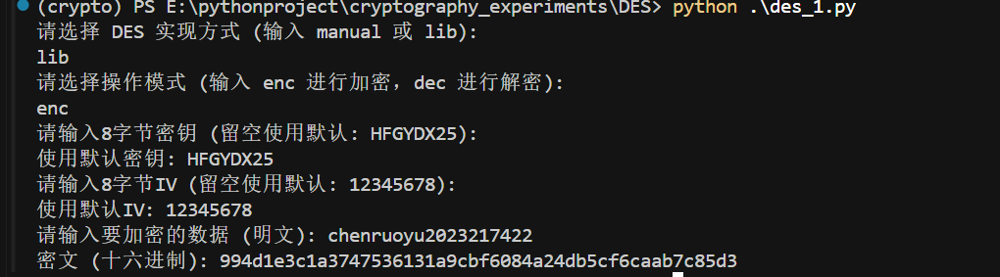 (crypto) PS E:\pythonproject\cryptography_experiments\DES> python .\des_1.py
请选择 DES 实现方式 (输入 manual 或 lib):
lib
请选择操作模式 (输入 enc 进行加密，dec 进行解密):
enc
请输入8字节密钥 (留空使用默认: HFGYDX25):
使用默认密钥: HFGYDX25
请输入8字节IV (留空使用默认: 12345678):
使用默认IV: 12345678
请输入要加密的数据 (明文): chenruoyu2023217422
密文 (十六进制): 994d1e3c1a3747536131a9cbf6084a24db5cf6caab7c85d3